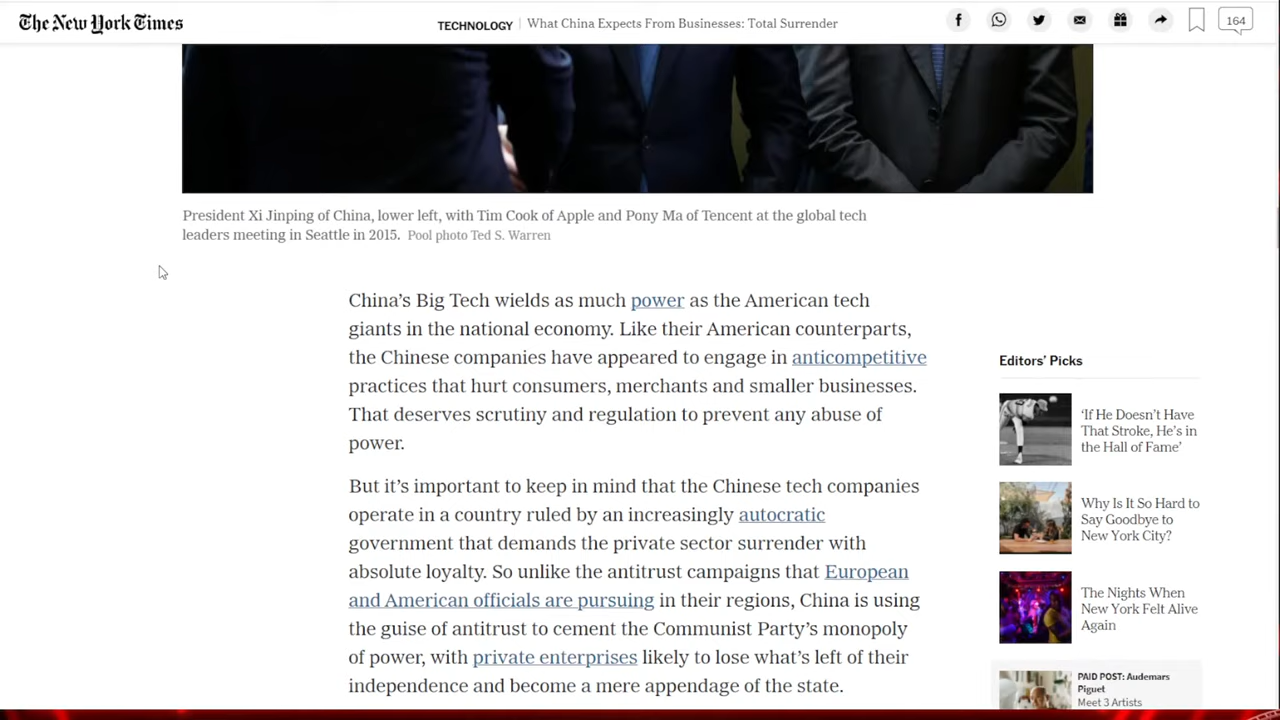 The New York Times
TECHNOLOGY | What China Expects From Businesses: Total Surrender
164
President Xi Jinping of China, lower left, with Tim Cook of Apple and Pony Ma of Tencent at the global tech
leaders meeting in Seattle in 2015. Pool photo Ted S. Warren
China’s Big Tech wields as much power as the American tech
giants in the national economy. Like their American counterparts,
the Chinese companies have appeared to engage in anticompetitive
practices that hurt consumers, merchants and smaller businesses.
That deserves scrutiny and regulation to prevent any abuse of
power.
But it’s important to keep in mind that the Chinese tech companies
operate in a country ruled by an increasingly autocratic
government that demands the private sector surrender with
absolute loyalty. So unlike the antitrust campaigns that European
and American officials are pursuing in their regions, China is using
the guise of antitrust to cement the Communist Party’s monopoly
of power, with private enterprises likely to lose what’s left of their
independence and become a mere appendage of the state.
Editors’ Picks
‘If He Doesn’t Have
That Stroke, He’s in
the Hall of Fame’
Why Is It So Hard to
Say Goodbye to
New York City?
The Nights When
New York Felt Alive
Again
PAID POST: Audemars
Piguet
Meet 3 Artists